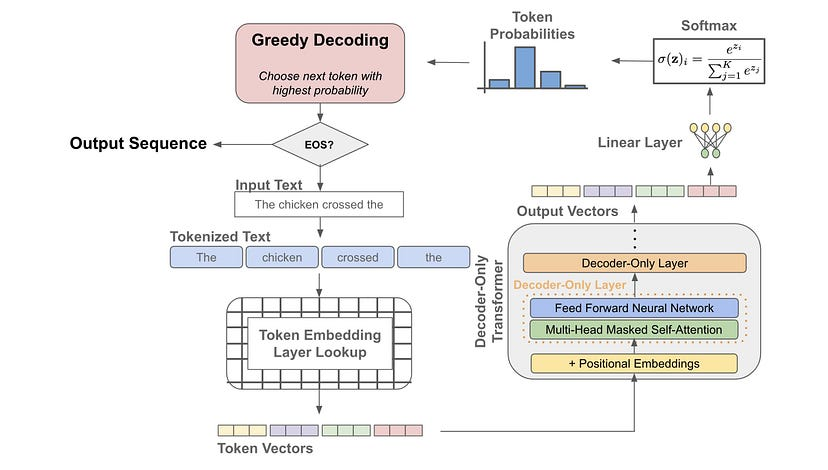 Greedy Decoding
Choose next token with
highest probability
EOS?
Output Sequence
Input Text
The chicken crossed the
Tokenized Text
The chicken crossed the
Token Embedding
Layer Lookup
Token Vectors
+ Positional Embeddings
Multi-Head Masked Self-Attention
Feed Forward Neural Network
Decoder-Only Layer
Decoder-Only Layer
Decoder-Only
Transformer
Output Vectors
Linear Layer
Softmax
σ(z)ᵢ = e^{z_i} / ∑_{j=1}^{K} e^{z_j}
Token
Probabilities